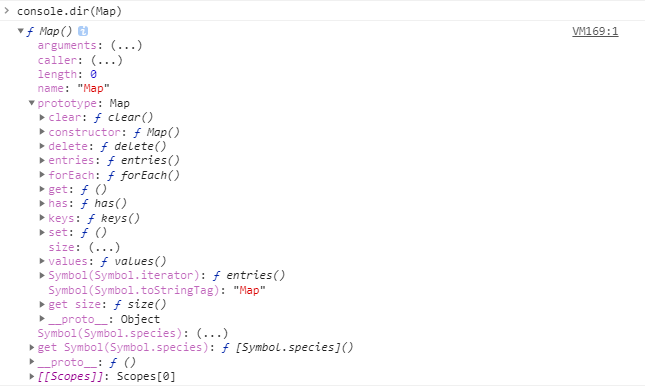 > console.dir(Map)
▼ƒ Map() i VM169:1
arguments: (...)
caller: (...)
length: 0
name: "Map"
▼prototype: Map
▶clear: ƒ clear()
▶constructor: ƒ Map()
▶delete: ƒ delete()
▶entries: ƒ entries()
▶forEach: ƒ forEach()
▶get: ƒ ()
▶has: ƒ has()
▶keys: ƒ keys()
▶set: ƒ ()
size: (...)
▶values: ƒ values()
▶Symbol(Symbol.iterator): ƒ entries()
Symbol(Symbol.toStringTag): "Map"
▶get size: ƒ size()
▶__proto__: Object
Symbol(Symbol.species): (...)
▶get Symbol(Symbol.species): ƒ [Symbol.species]()
▶__proto__: ƒ ()
▶[[Scopes]]: Scopes[0]